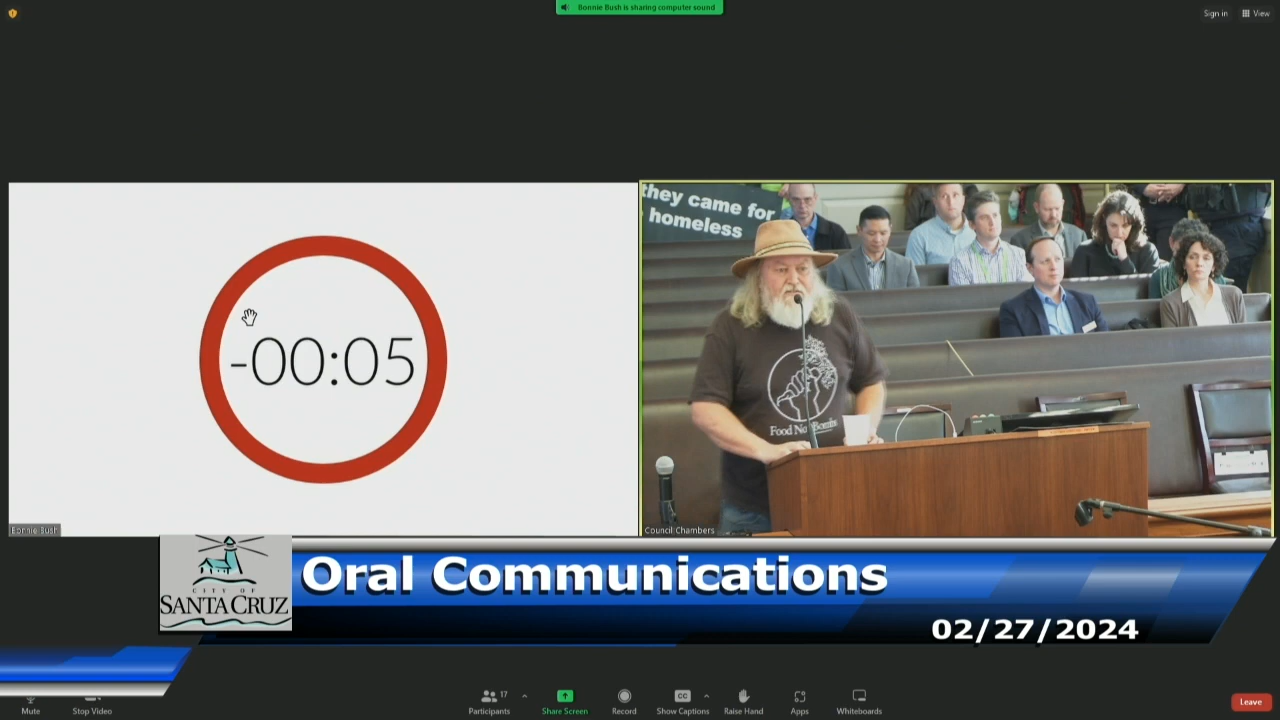 Bonnie Bush is sharing computer sound
Sign in
View
-00:05
they came for
homeless
Food Not Bombs
Bonnie Bush
Council Chambers
CITY OF
SANTA CRUZ
Oral Communications
02/27/2024
Mute
Stop Video
Participants
17
Share Screen
CC
Record
Show Captions
Raise Hand
Apps
Whiteboards
Leave